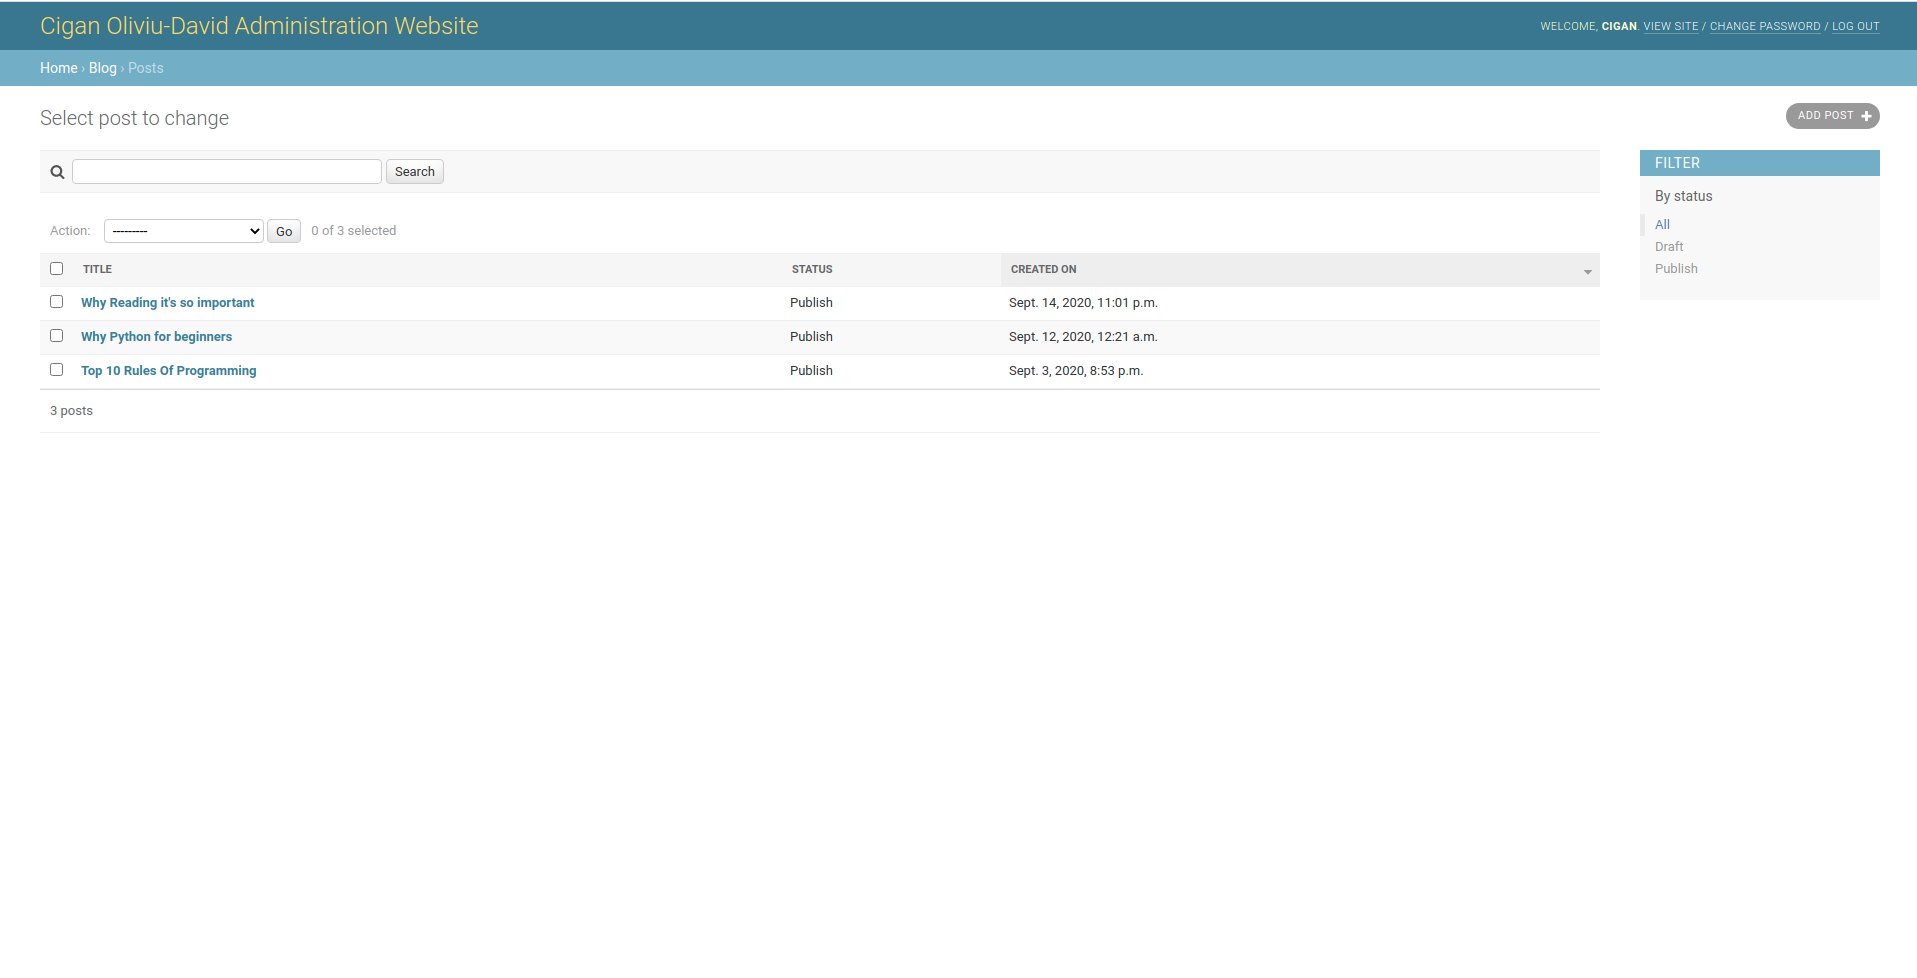 Cigan Oliviu-David Administration Website
WELCOME, CIGAN. VIEW SITE / CHANGE PASSWORD / LOG OUT
Home › Blog › Posts
Select post to change
ADD POST
Search
Action: --------- Go 0 of 3 selected
TITLE STATUS CREATED ON
Why Reading it's so important Publish Sept. 14, 2020, 11:01 p.m.
Why Python for beginners Publish Sept. 12, 2020, 12:21 a.m.
Top 10 Rules Of Programming Publish Sept. 3, 2020, 8:53 p.m.
3 posts
FILTER
By status
All
Draft
Publish